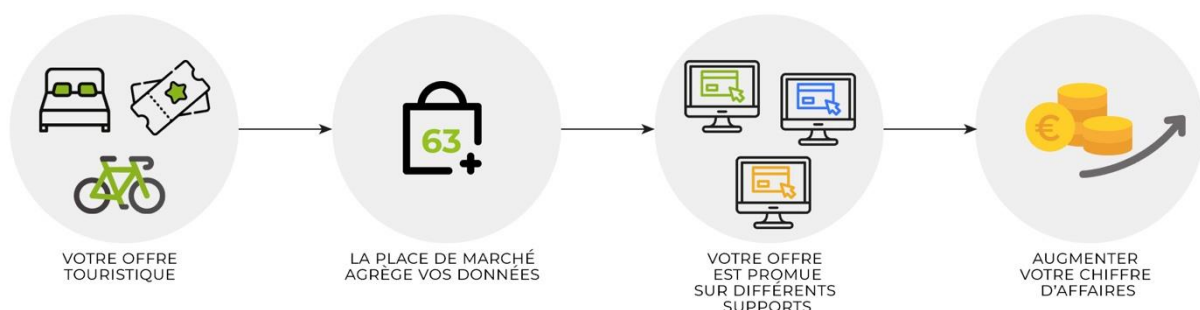 63
€
VOTRE OFFRE
TOURISTIQUE
LA PLACE DE MARCHÉ
AGRÈGE VOS DONNÉES
VOTRE OFFRE
EST PROMUE
SUR DIFFÉRENTS
SUPPORTS
AUGMENTER
VOTRE CHIFFRE
D'AFFAIRES